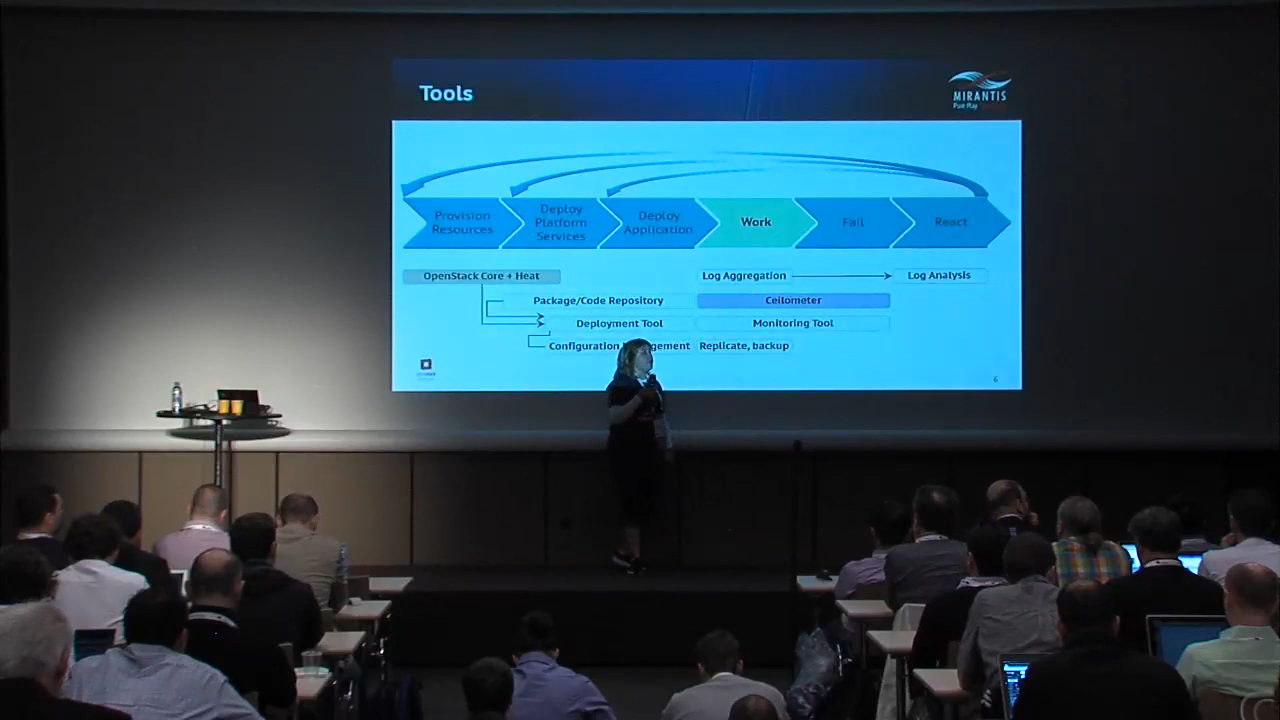 Tools
MIRANTIS
Pure Play
Provision
Resources
Deploy
Platform
Services
Deploy
Application
Work
Fail
React
OpenStack Core + Heat
Log Aggregation
Log Analysis
Package/Code Repository
Ceilometer
Deployment Tool
Monitoring Tool
Configuration
Replicate, backup
6